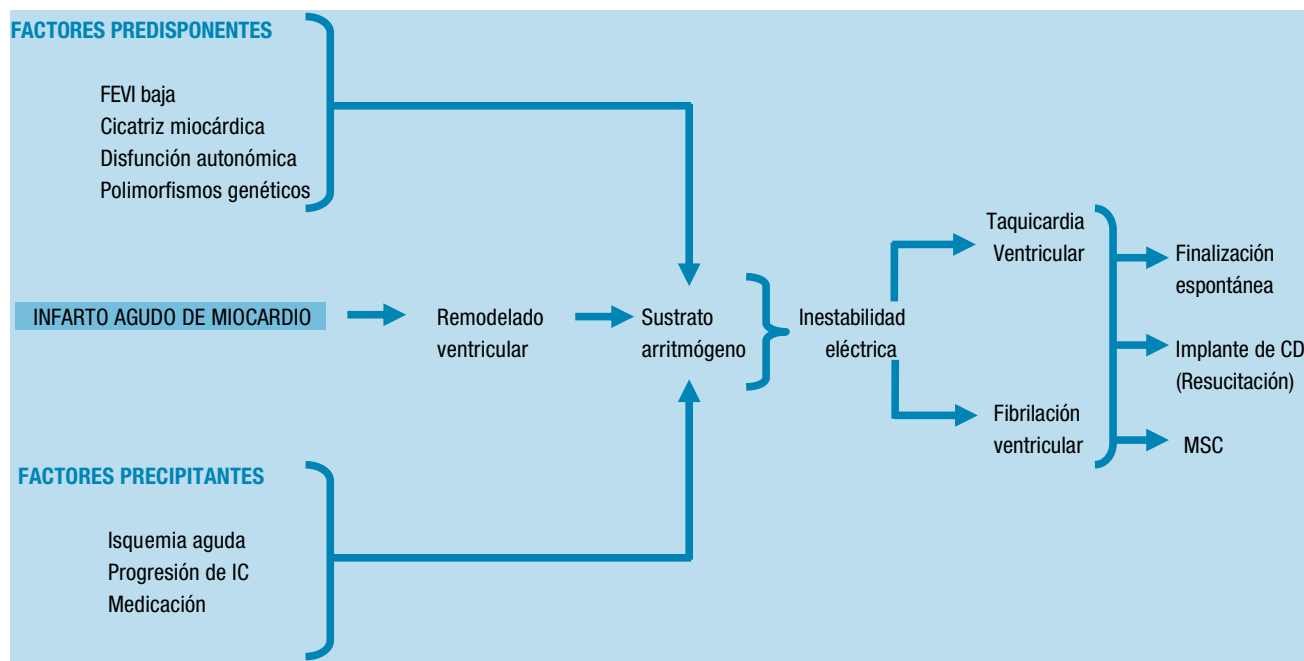 FACTORES PREDISPONENTES
FEVI baja
Cicatriz miocárdica
Disfunción autonómica
Polimorfismos genéticos
INFARTO AGUDO DE MIOCARDIO
Remodelado
ventricular
Sustrato
arritmógeno
Inestabilidad
eléctrica
Taquicardia
Ventricular
Fibrilación
ventricular
Finalización
espontánea
Implante de CD
(Resucitación)
MSC
FACTORES PRECIPITANTES
Isquemia aguda
Progresión de IC
Medicación